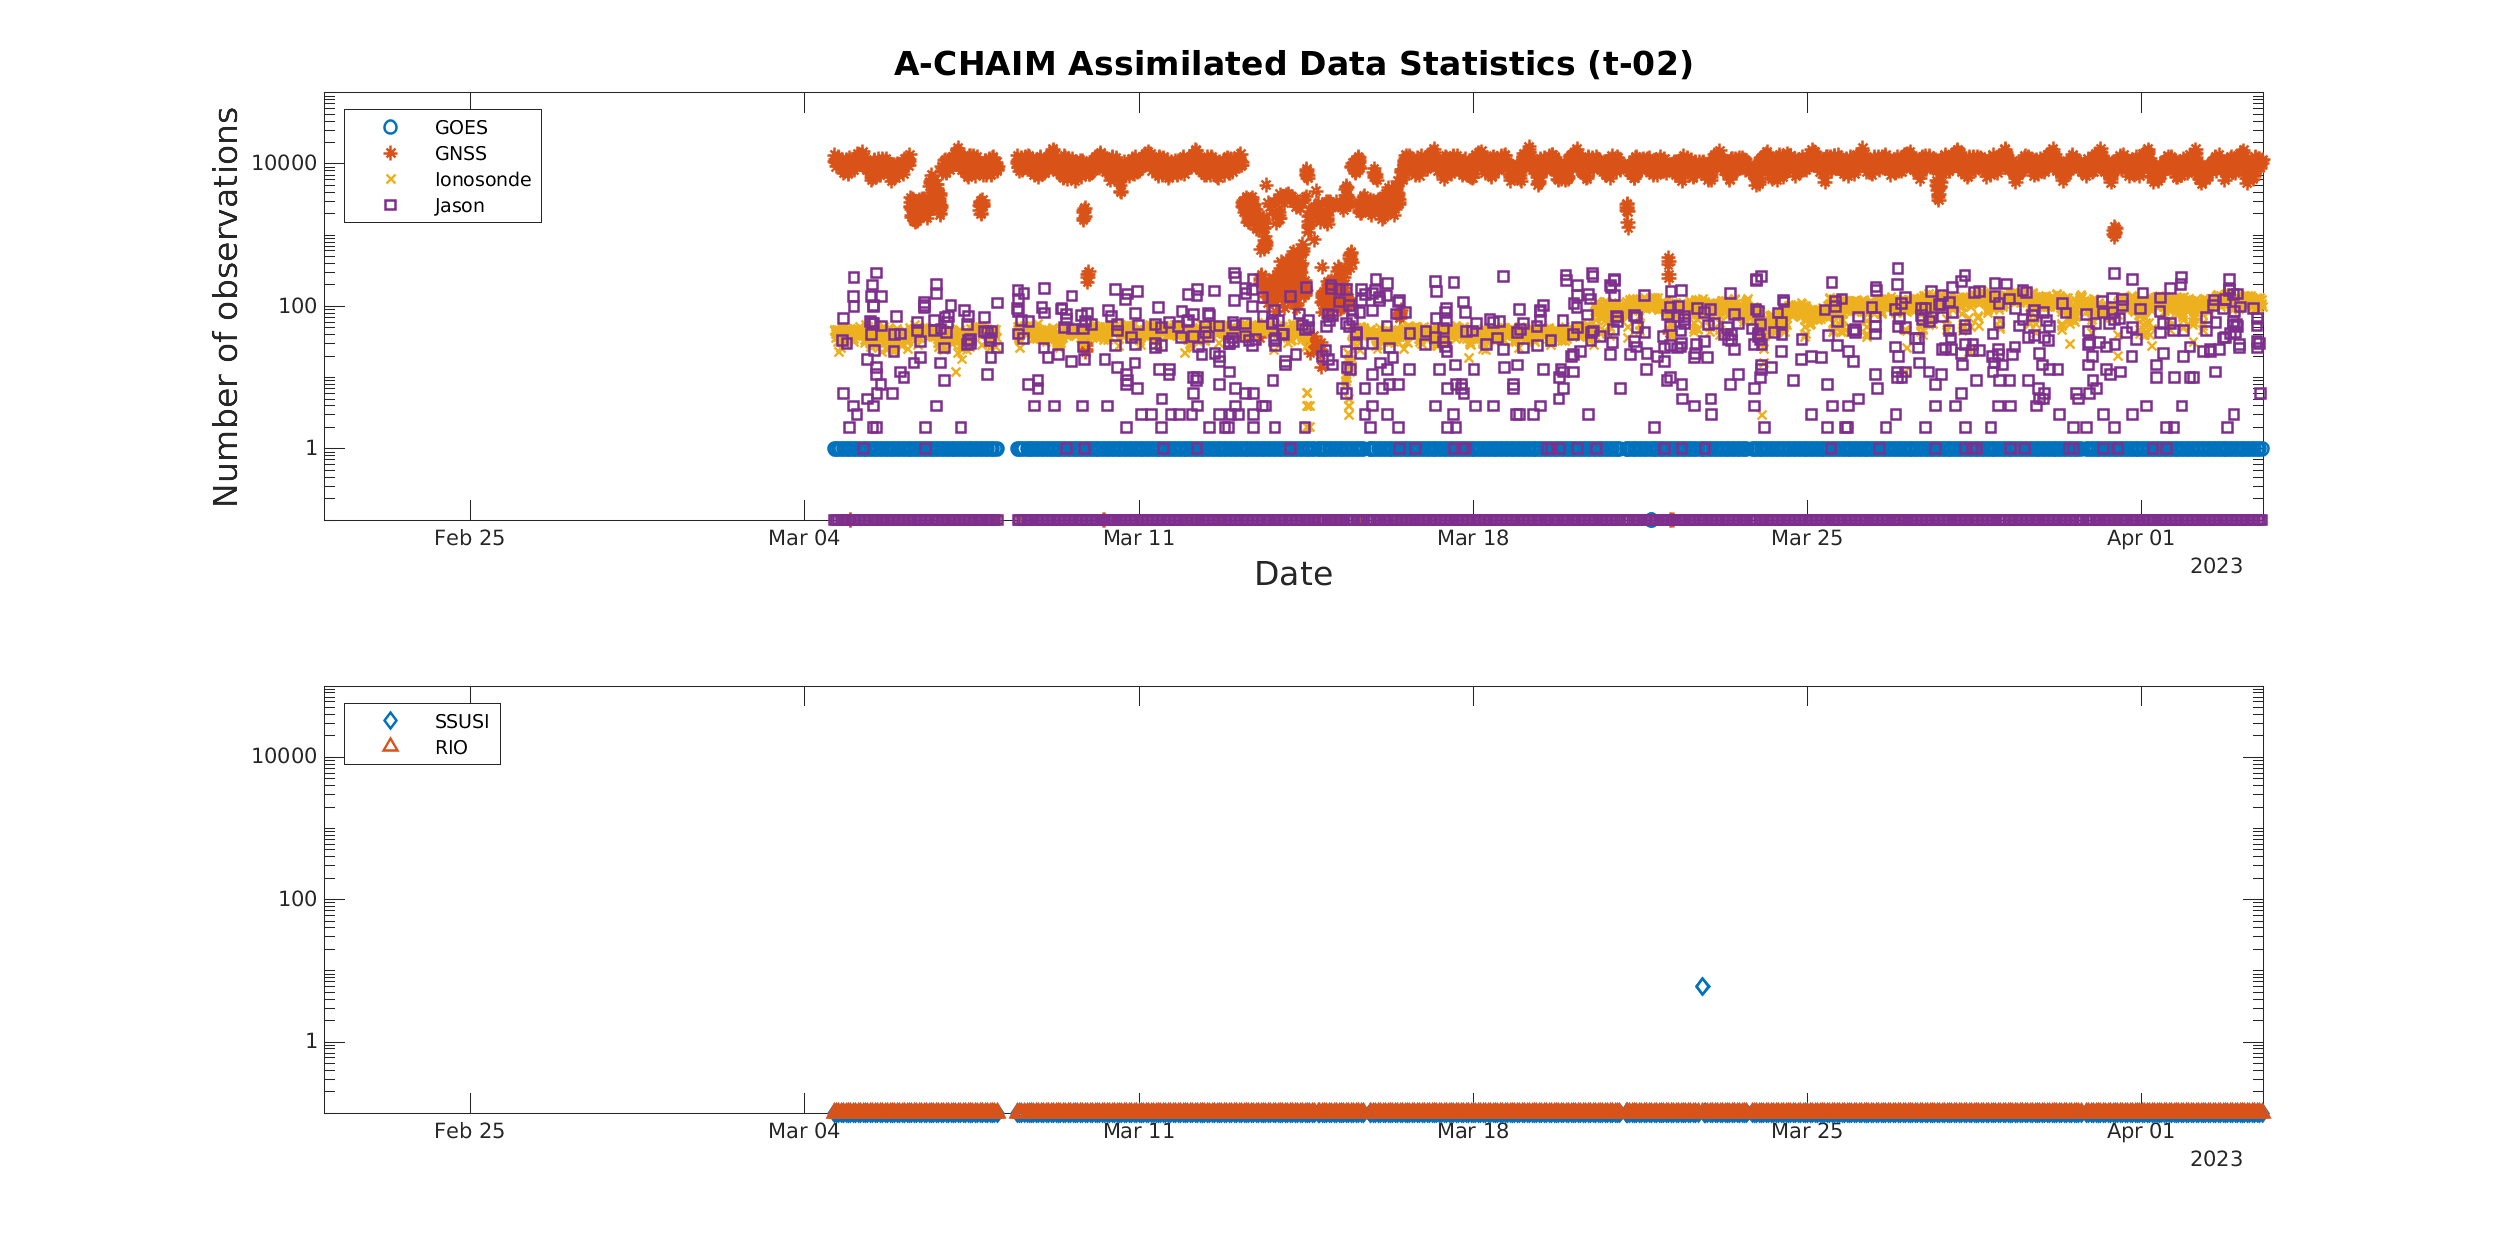 A-CHAIM Assimilated Data Statistics (t-02)
Number of observations
10000
100
1
GOES
GNSS
Ionosonde
Jason
Feb 25
Mar 04
Mar 11
Mar 18
Mar 25
Apr 01
2023
Date
10000
100
1
SSUSI
RIO
Feb 25
Mar 04
Mar 11
Mar 18
Mar 25
Apr 01
2023